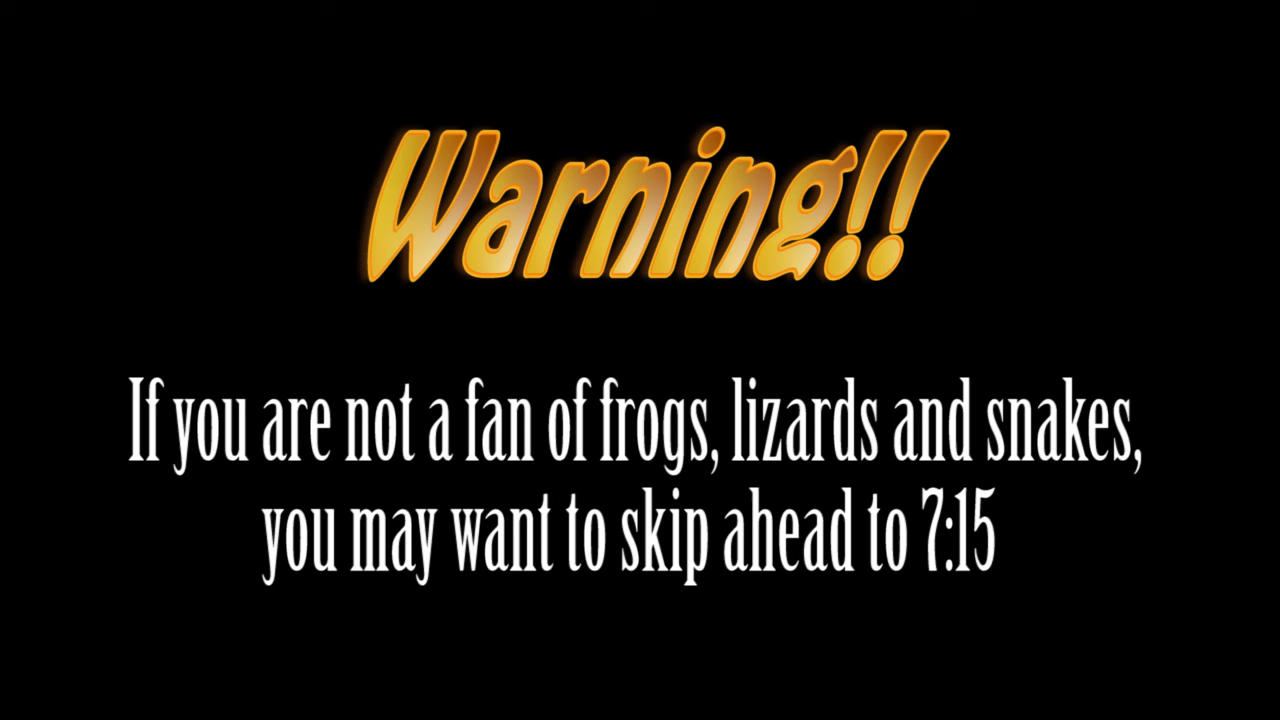 Warning!!
If you are not a fan of frogs, lizards and snakes,
you may want to skip ahead to 7:15